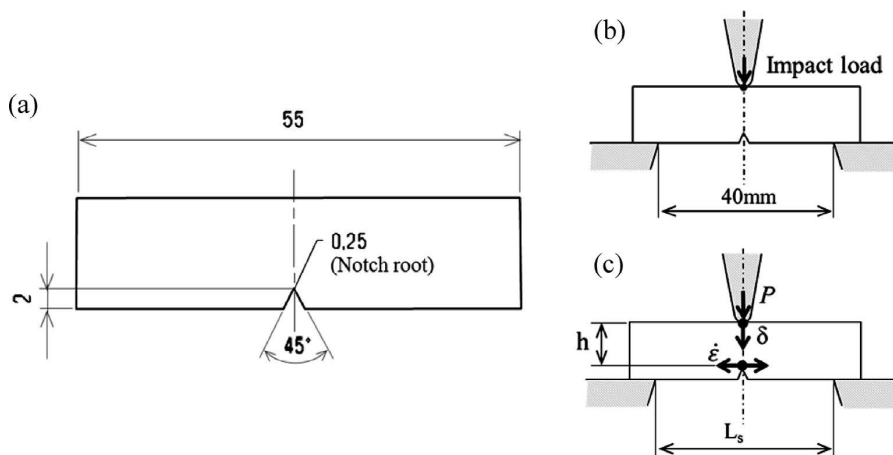 (a)
55
0,25
(Notch root)
2
45°
(b)
Impact load
40mm
(c)
P
δ
h
ε̇
Lₛ